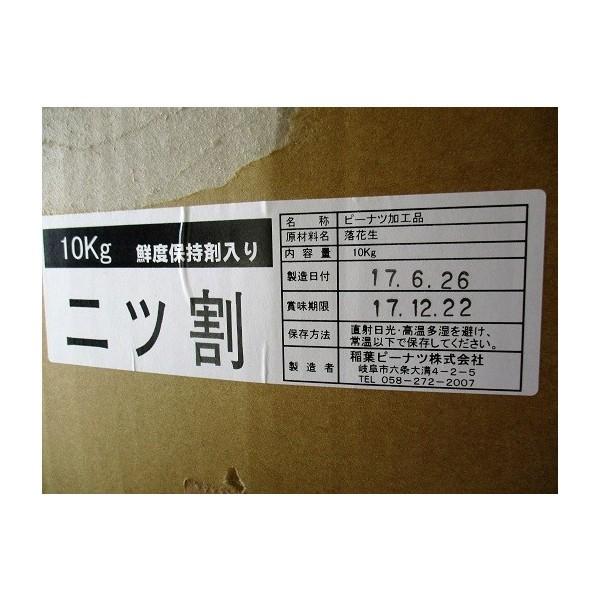 10Kg 鮮度保持剤入り
二ツ割
名称 ピーナツ加工品
原材料名 落花生
内容量 10Kg
製造日付 17.6.26
賞味期限 17.12.22
保存方法 直射日光・高温多湿を避け、
常温以下で保存してください。
製造者 稲葉ピーナツ株式会社
岐阜市六条大溝4-2-5
TEL 058-272-2007